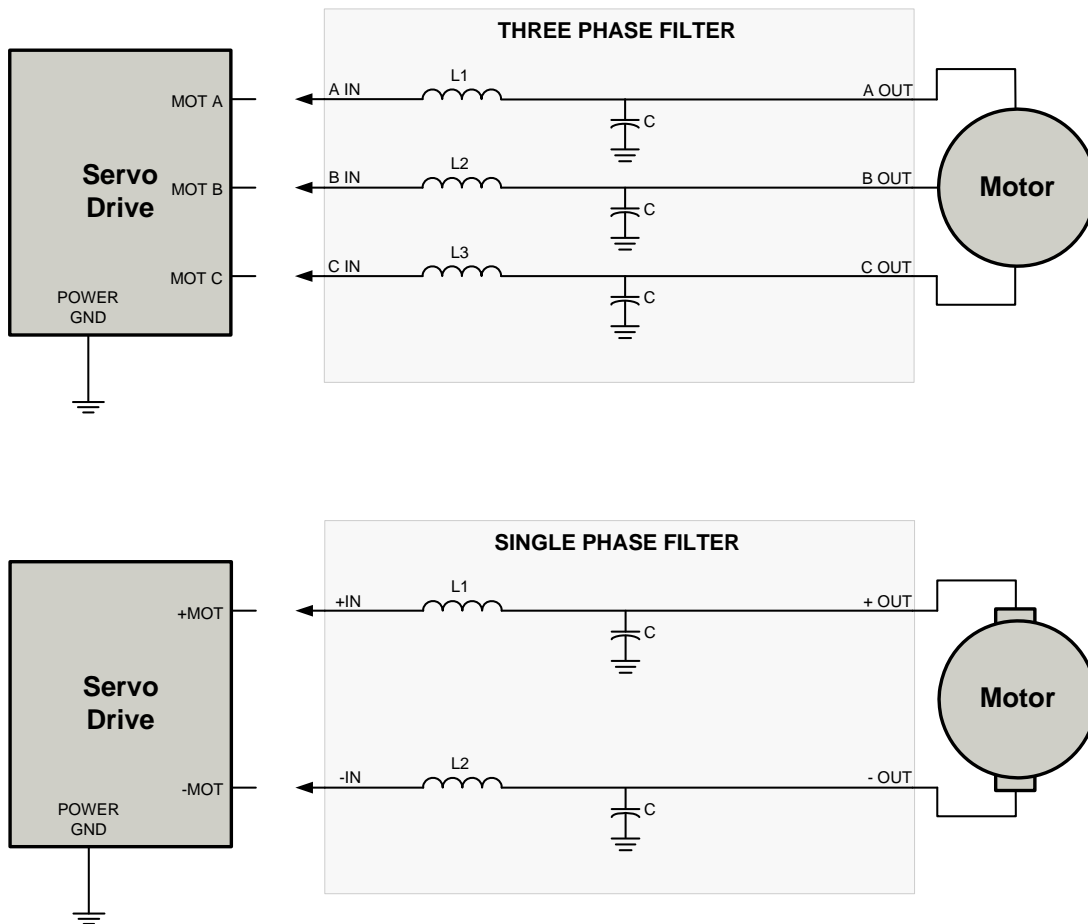 THREE PHASE FILTER
L1
MOT A
A IN
A OUT
C
Servo
Drive
L2
MOT B
B IN
B OUT
Motor
C
L3
MOT C
C IN
C OUT
POWER
GND
C
SINGLE PHASE FILTER
L1
+MOT
+IN
+ OUT
C
Servo
Drive
Motor
L2
-MOT
-IN
- OUT
POWER
GND
C